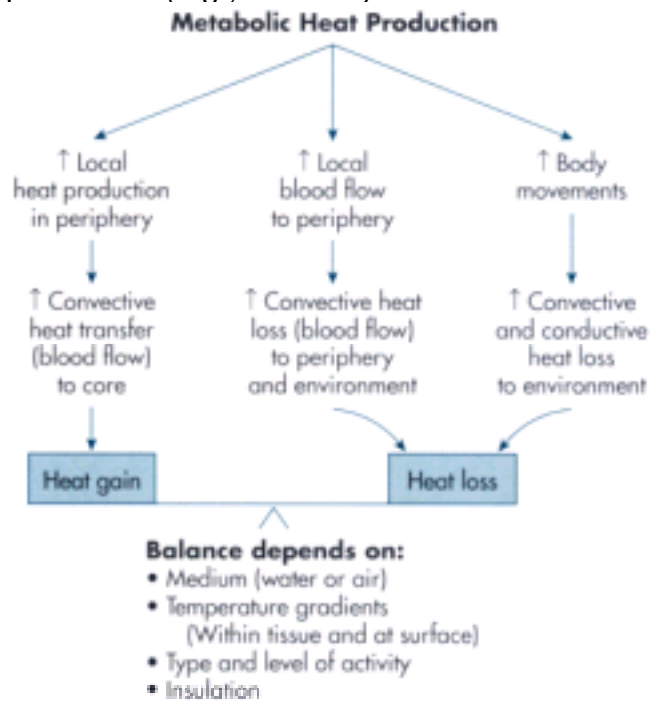 Metabolic Heat Production
↑ Local
heat production
in periphery
↑ Local
blood flow
to periphery
↑ Body
movements
↑ Convective
heat transfer
(blood flow)
to core
↑ Convective heat
loss (blood flow)
to periphery
and environment
↑ Convective
and conductive
heat loss
to environment
Heat gain
Heat loss
Balance depends on:
• Medium (water or air)
• Temperature gradients
(Within tissue and at surface)
• Type and level of activity
• Insulation